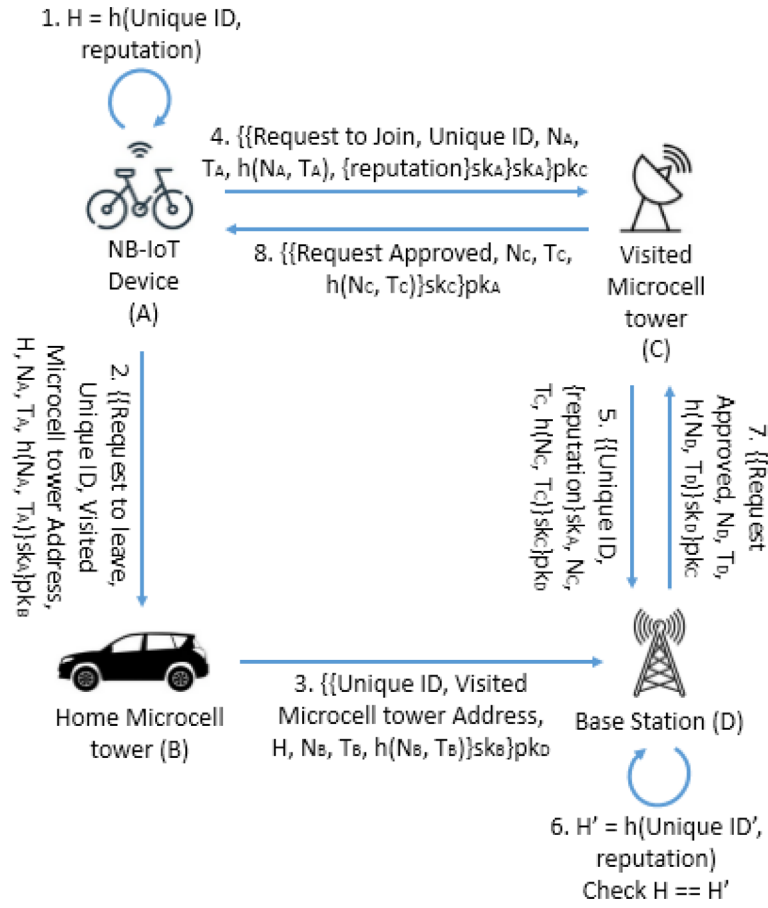 1. H = h(Unique ID,
reputation)
4. {{Request to Join, Unique ID, NA,
TA, h(NA, TA), {reputation}skA}skA}pkC
8. {{Request Approved, NC, TC,
h(NC, TC)}skC}pkA
NB-IoT
Device
(A)
Visited
Microcell
tower
(C)
2. {{Request to leave,
Unique ID, Visited
Microcell tower Address,
H, NA, TA, h(NA, TA)}skA}pkB
5. {{Unique ID,
{reputation}skA, NC,
TC, h(NC, TC)}skC}pkD
7. {{Request
Approved, ND, TD,
h(ND, TD)}skD}pkC
Home Microcell
tower (B)
3. {{Unique ID, Visited
Microcell tower Address,
H, NB, TB, h(NB, TB)}skB}pkD
Base Station (D)
6. H' = h(Unique ID',
reputation)
Check H == H'